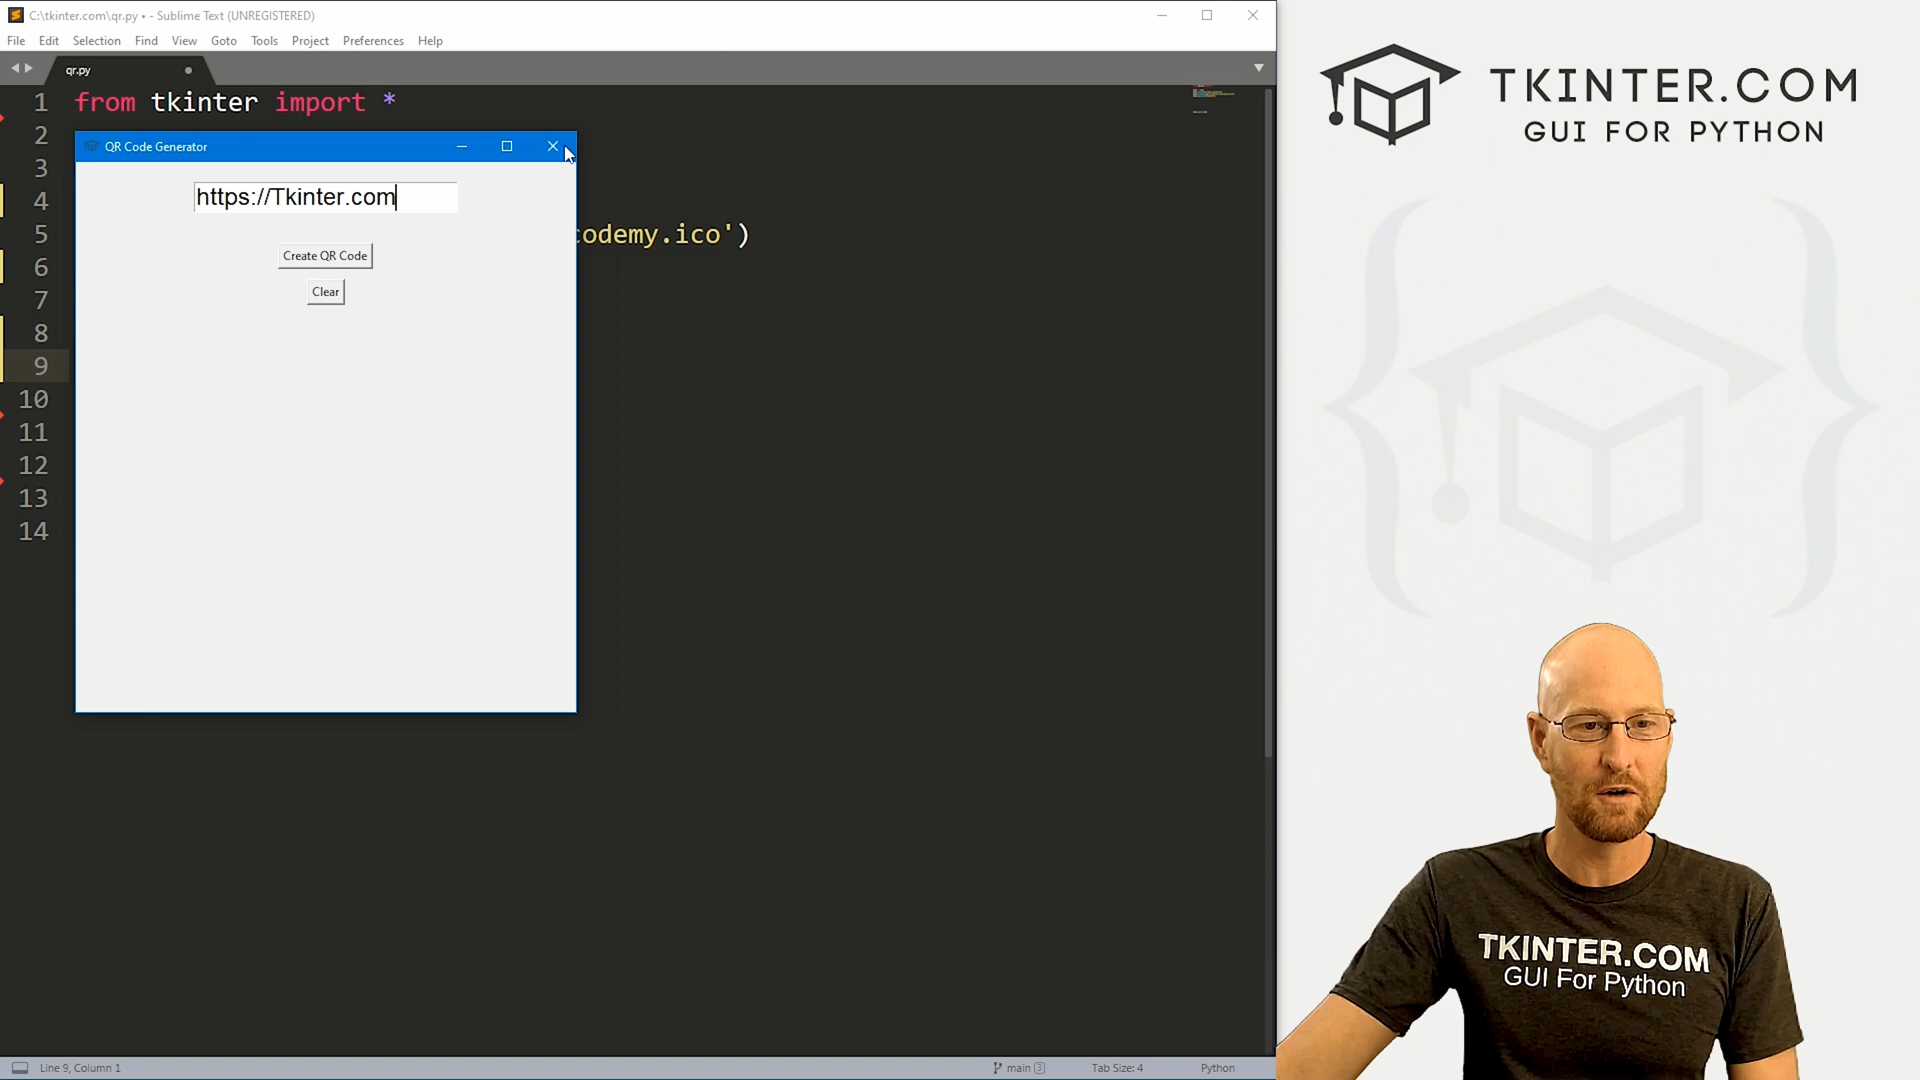 C:\tkinter.com\qr.py • - Sublime Text (UNREGISTERED)
File Edit Selection Find View Goto Tools Project Preferences Help
qr.py
1 from tkinter import *
2
QR Code Generator
3
https://Tkinter.com
4
5 codemy.ico')
Create QR Code
6
Clear
7
8
9
10
11
12
13
14
Line 9, Column 1 main 3 Tab Size: 4 Python
TKINTER.COM
GUI FOR PYTHON
TKINTER.COM
GUI For Python